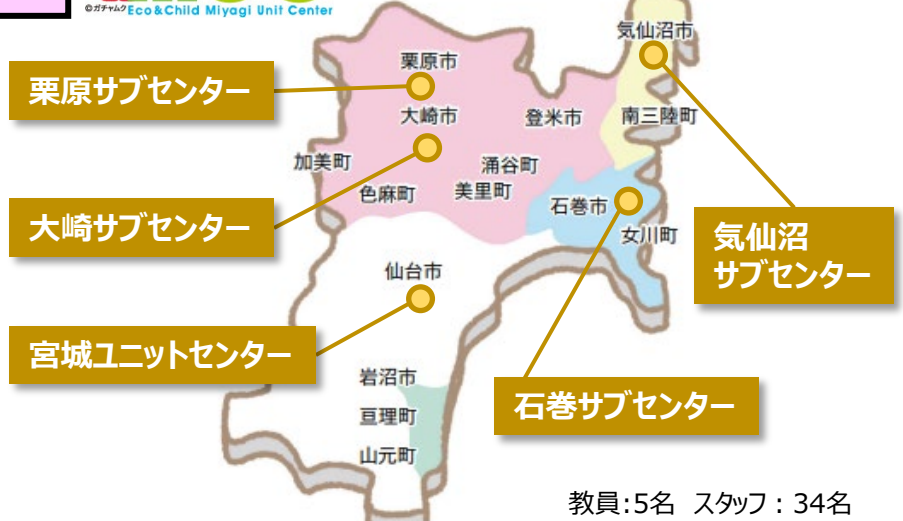 ©ガチャムク Eco&Child Miyagi Unit Center
気仙沼市
栗原市
栗原サブセンター
大崎市
登米市
南三陸町
加美町
涌谷町
色麻町
美里町
石巻市
大崎サブセンター
女川町
気仙沼
サブセンター
仙台市
宮城ユニットセンター
岩沼市
石巻サブセンター
亘理町
山元町
教員:5名 スタッフ：34名